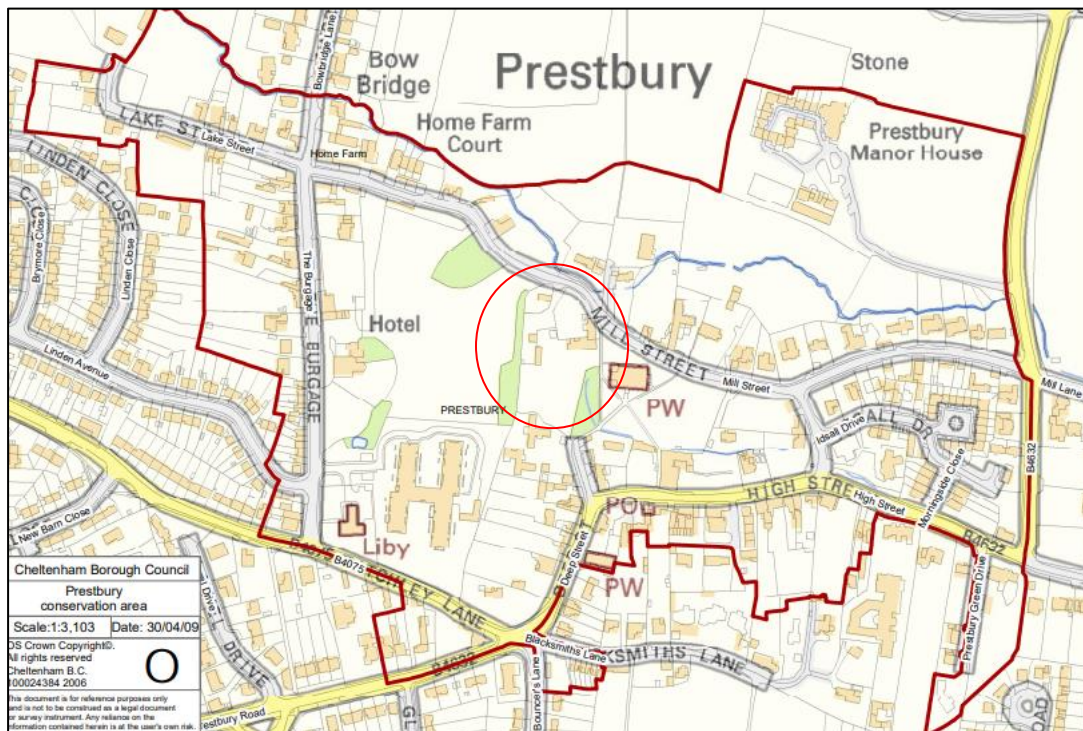 Bow
Bridge
Prestbury
Stone
Home Farm
Court
Prestbury
Manor House
Bowbridge Lane
LAKE ST
Lake Street
Home Farm
LINDEN CLOSE
Brymore Close
Linden Close
Linden Avenue
The Burgage
E BURGAGE
Hotel
PRESTBURY
MILL STREET
Mill Street
PW
Mill Lane
Idsall Drive
ALL DR
Morningside Close
B4632
HIGH STRE
High Street
B4632
New Barn Close
Liby
B4075
B4075
Deep Street
PW
Prestbury Green Drive
Blacksmiths Lane
KSMITHS LANE
Bouncer's Lane
B4632
Prestbury Road
OAD
Cheltenham Borough Council
Prestbury
conservation area
Scale:1:3,103
Date: 30/04/09
OS Crown Copyright©.
All rights reserved
Cheltenham B.C.
100024384 2006
O
This document is for reference purposes only
and is not to be construed as a legal document
or survey instrument. Any reliance on the
information contained herein is at the user's own risk.